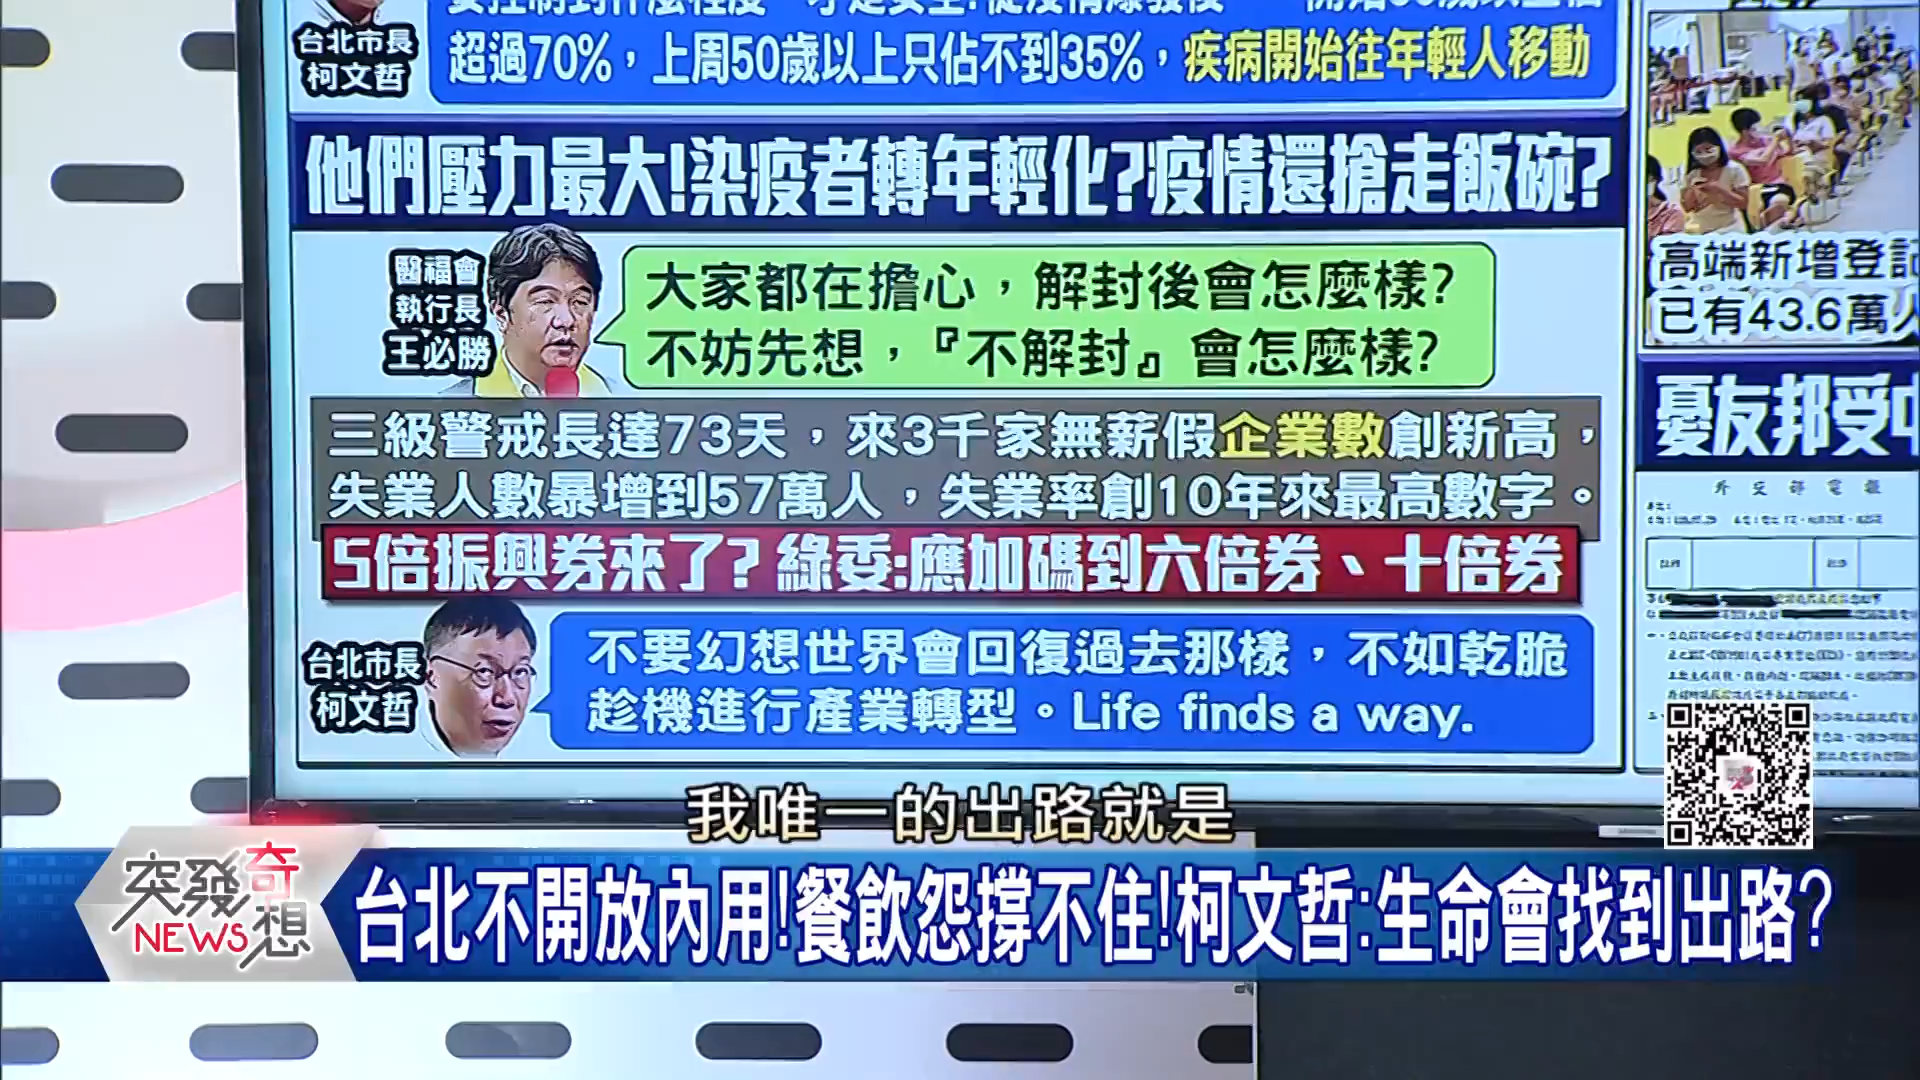 台北市長
柯文哲
超過70%，上周50歲以上只佔不到35%，疾病開始往年輕人移動
他們壓力最大!染疫者轉年輕化?疫情還搶走飯碗?
醫福會
執行長
王必勝
大家都在擔心，解封後會怎麼樣?
不妨先想，『不解封』會怎麼樣?
三級警戒長達73天，來3千家無薪假企業數創新高，
失業人數暴增到57萬人，失業率創10年來最高數字。
5倍振興券來了?綠委:應加碼到六倍券、十倍券
台北市長
柯文哲
不要幻想世界會回復過去那樣，不如乾脆
趁機進行產業轉型。Life finds a way.
高端新增登記
已有43.6萬人
憂友邦受中
外交部電報
我唯一的出路就是
突發奇想
NEWS
台北不開放內用!餐飲怨撐不住!柯文哲:生命會找到出路?